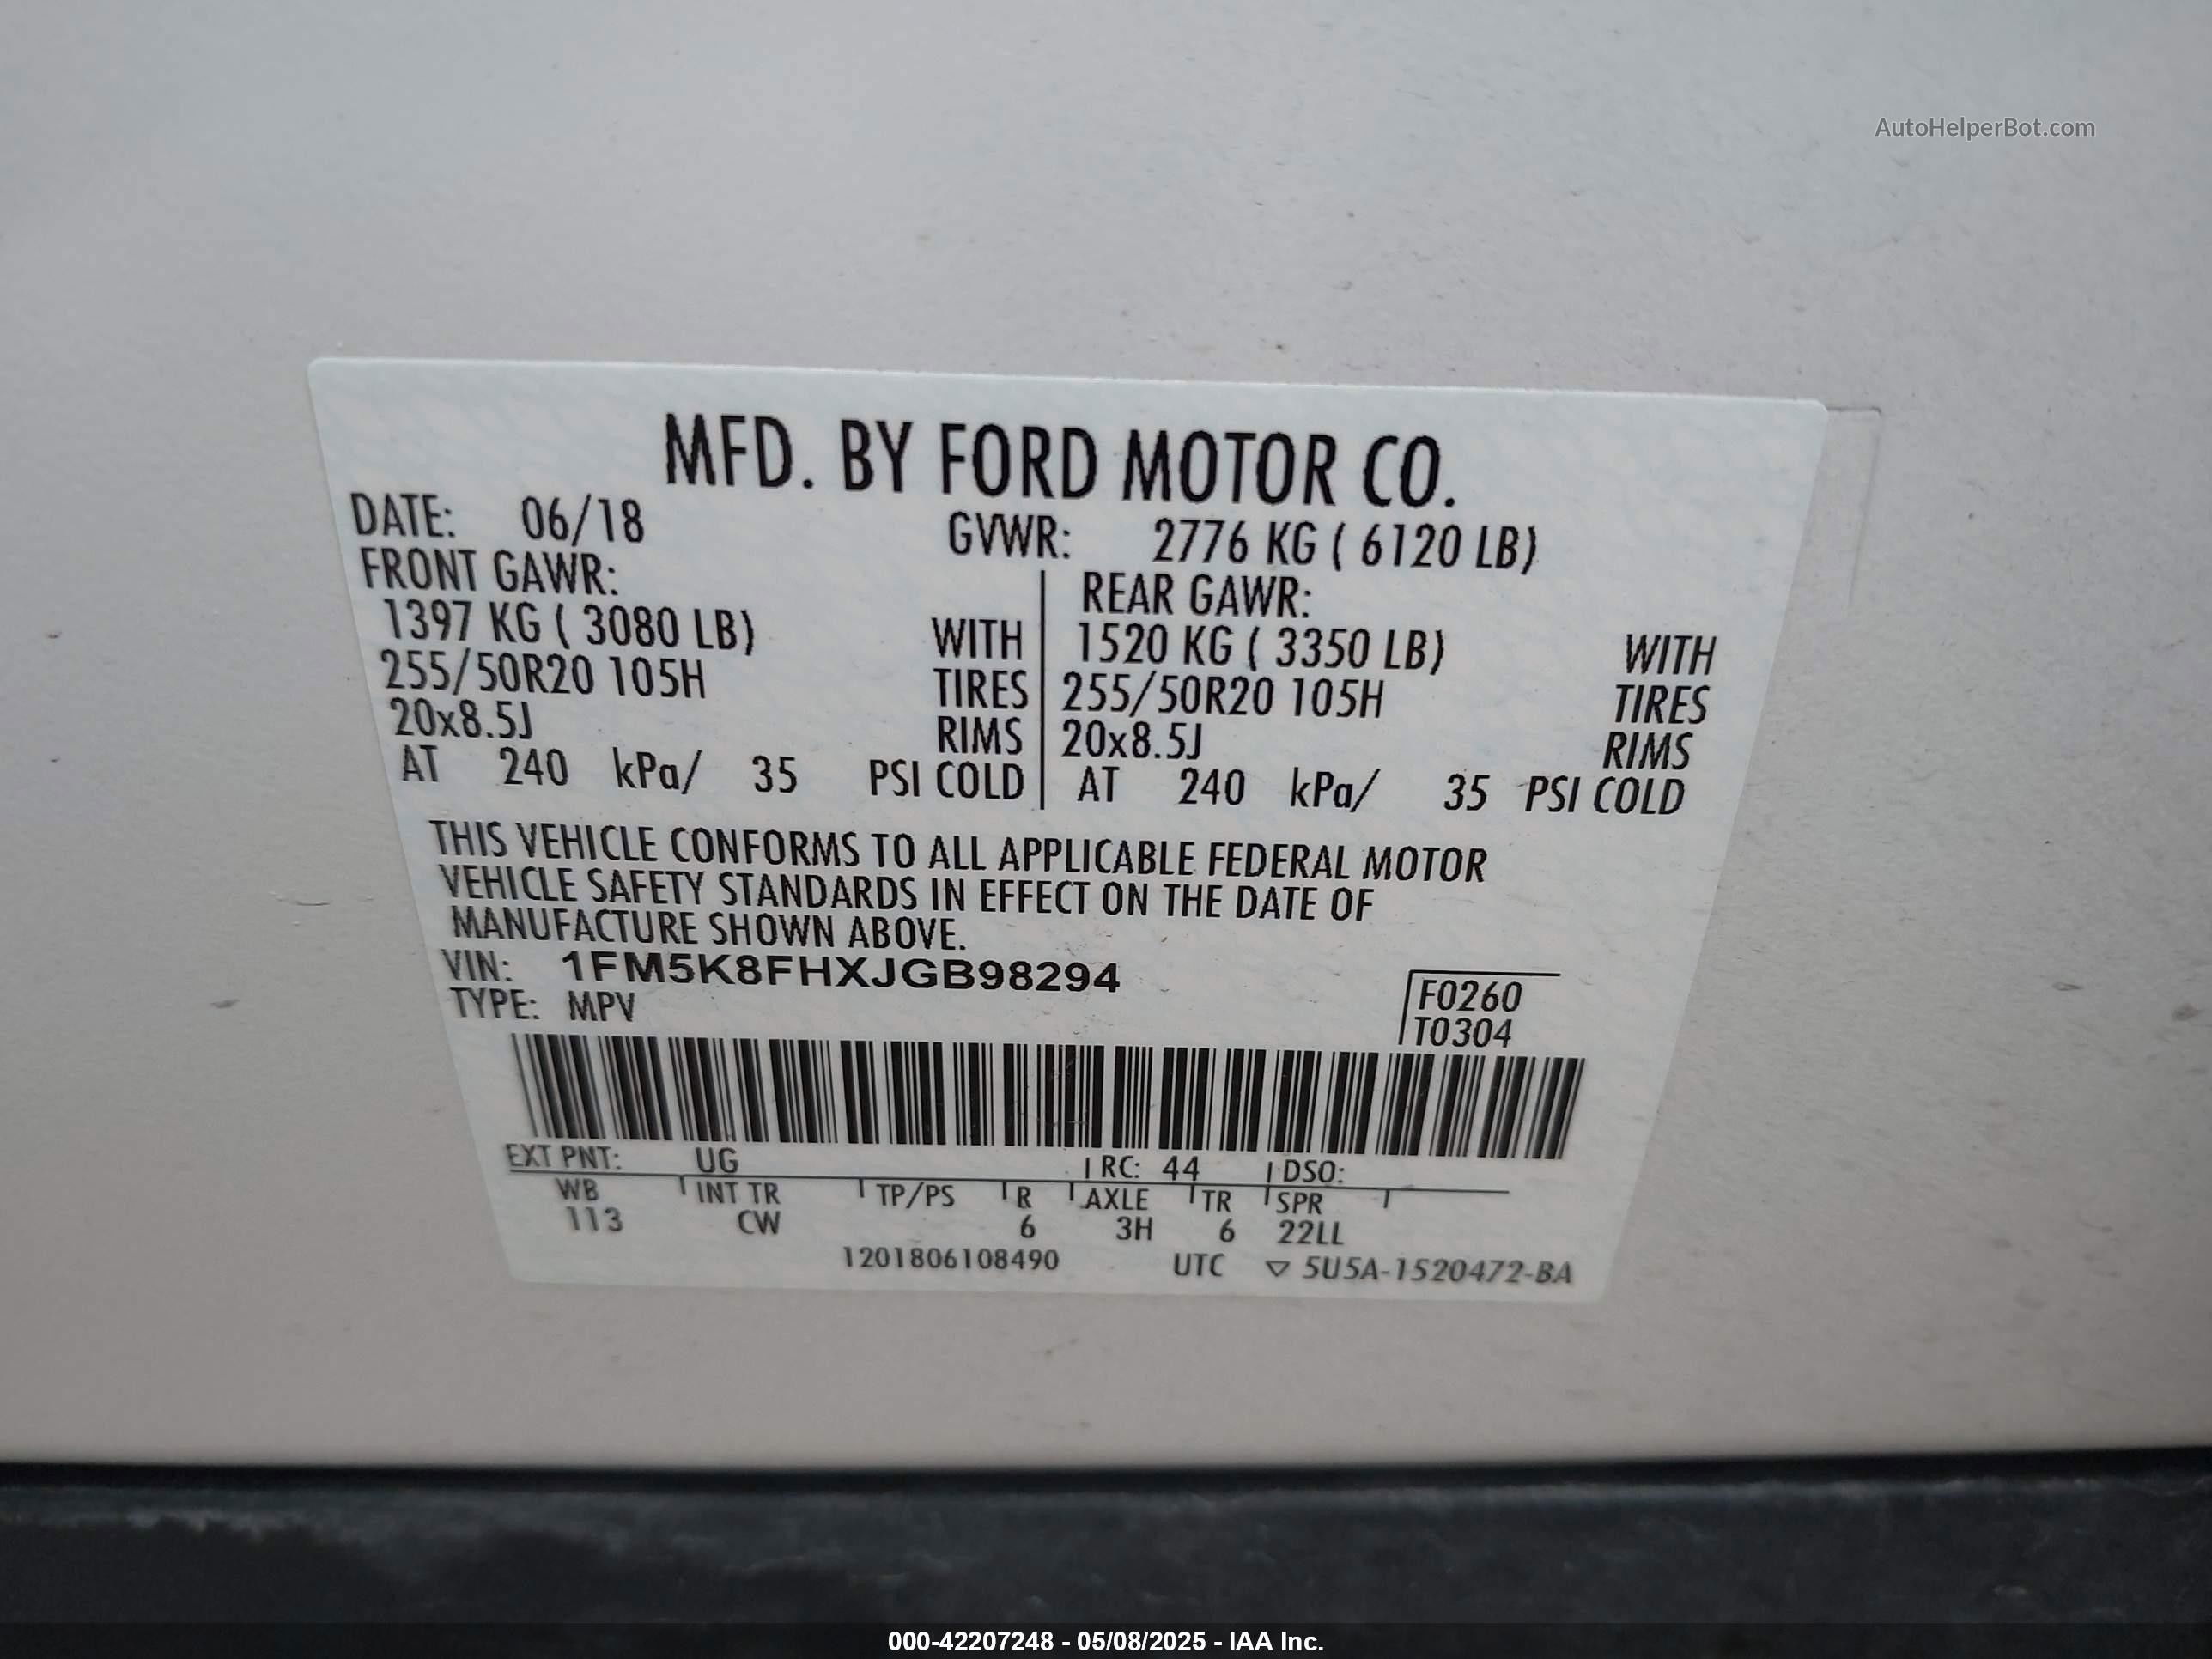 AutoHelperBot.com
MFD. BY FORD MOTOR CO.
DATE: 06/18 GVWR: 2776 KG ( 6120 LB)
FRONT GAWR: REAR GAWR:
1397 KG ( 3080 LB) WITH 1520 KG ( 3350 LB) WITH
255/50R20 105H TIRES 255/50R20 105H TIRES
20x8.5J RIMS 20x8.5J RIMS
AT 240 kPa/ 35 PSI COLD AT 240 kPa/ 35 PSI COLD
THIS VEHICLE CONFORMS TO ALL APPLICABLE FEDERAL MOTOR
VEHICLE SAFETY STANDARDS IN EFFECT ON THE DATE OF
MANUFACTURE SHOWN ABOVE.
VIN: 1FM5K8FHXJGB98294
TYPE: MPV
F0260
T0304
EXT PNT: UG RC: 44 DSO:
WB INT TR TP/PS R AXLE TR SPR
113 CW 6 3H 6 22LL
1201806108490 UTC ▽ 5U5A-1520472-BA
000-42207248 - 05/08/2025 - IAA Inc.